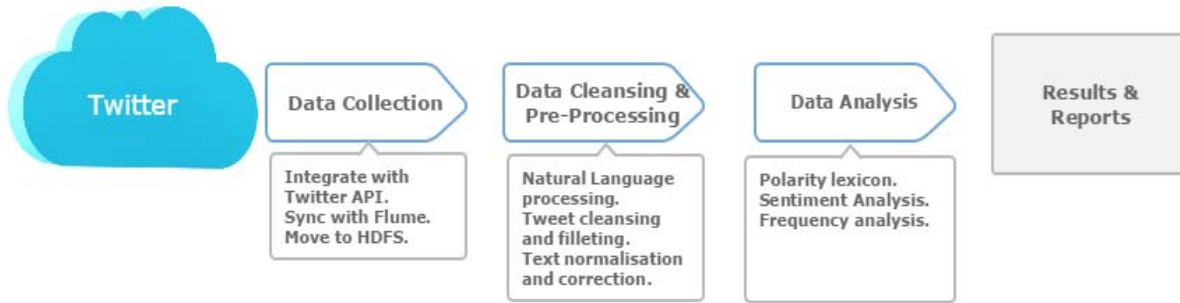 Twitter
Data Collection
Integrate with
Twitter API.
Sync with Flume.
Move to HDFS.
Data Cleansing &
Pre-Processing
Natural Language
processing.
Tweet cleansing
and filleting.
Text normalisation
and correction.
Data Analysis
Polarity lexicon.
Sentiment Analysis.
Frequency analysis.
Results &
Reports